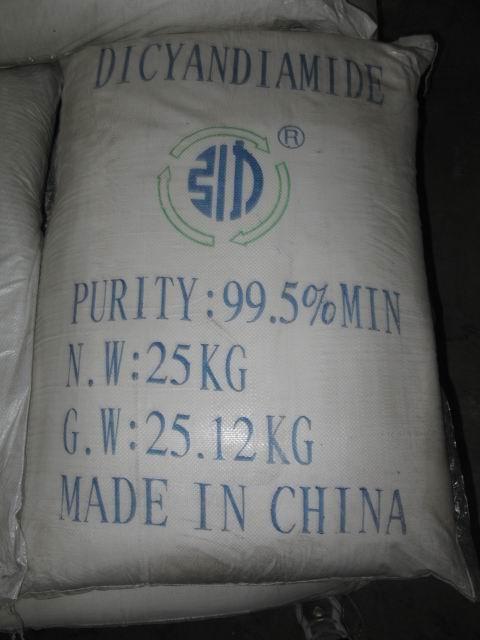 DICYANDIAMIDE
®
PURITY:99.5%MIN
N.W:25KG
G.W:25.12KG
MADE IN CHINA